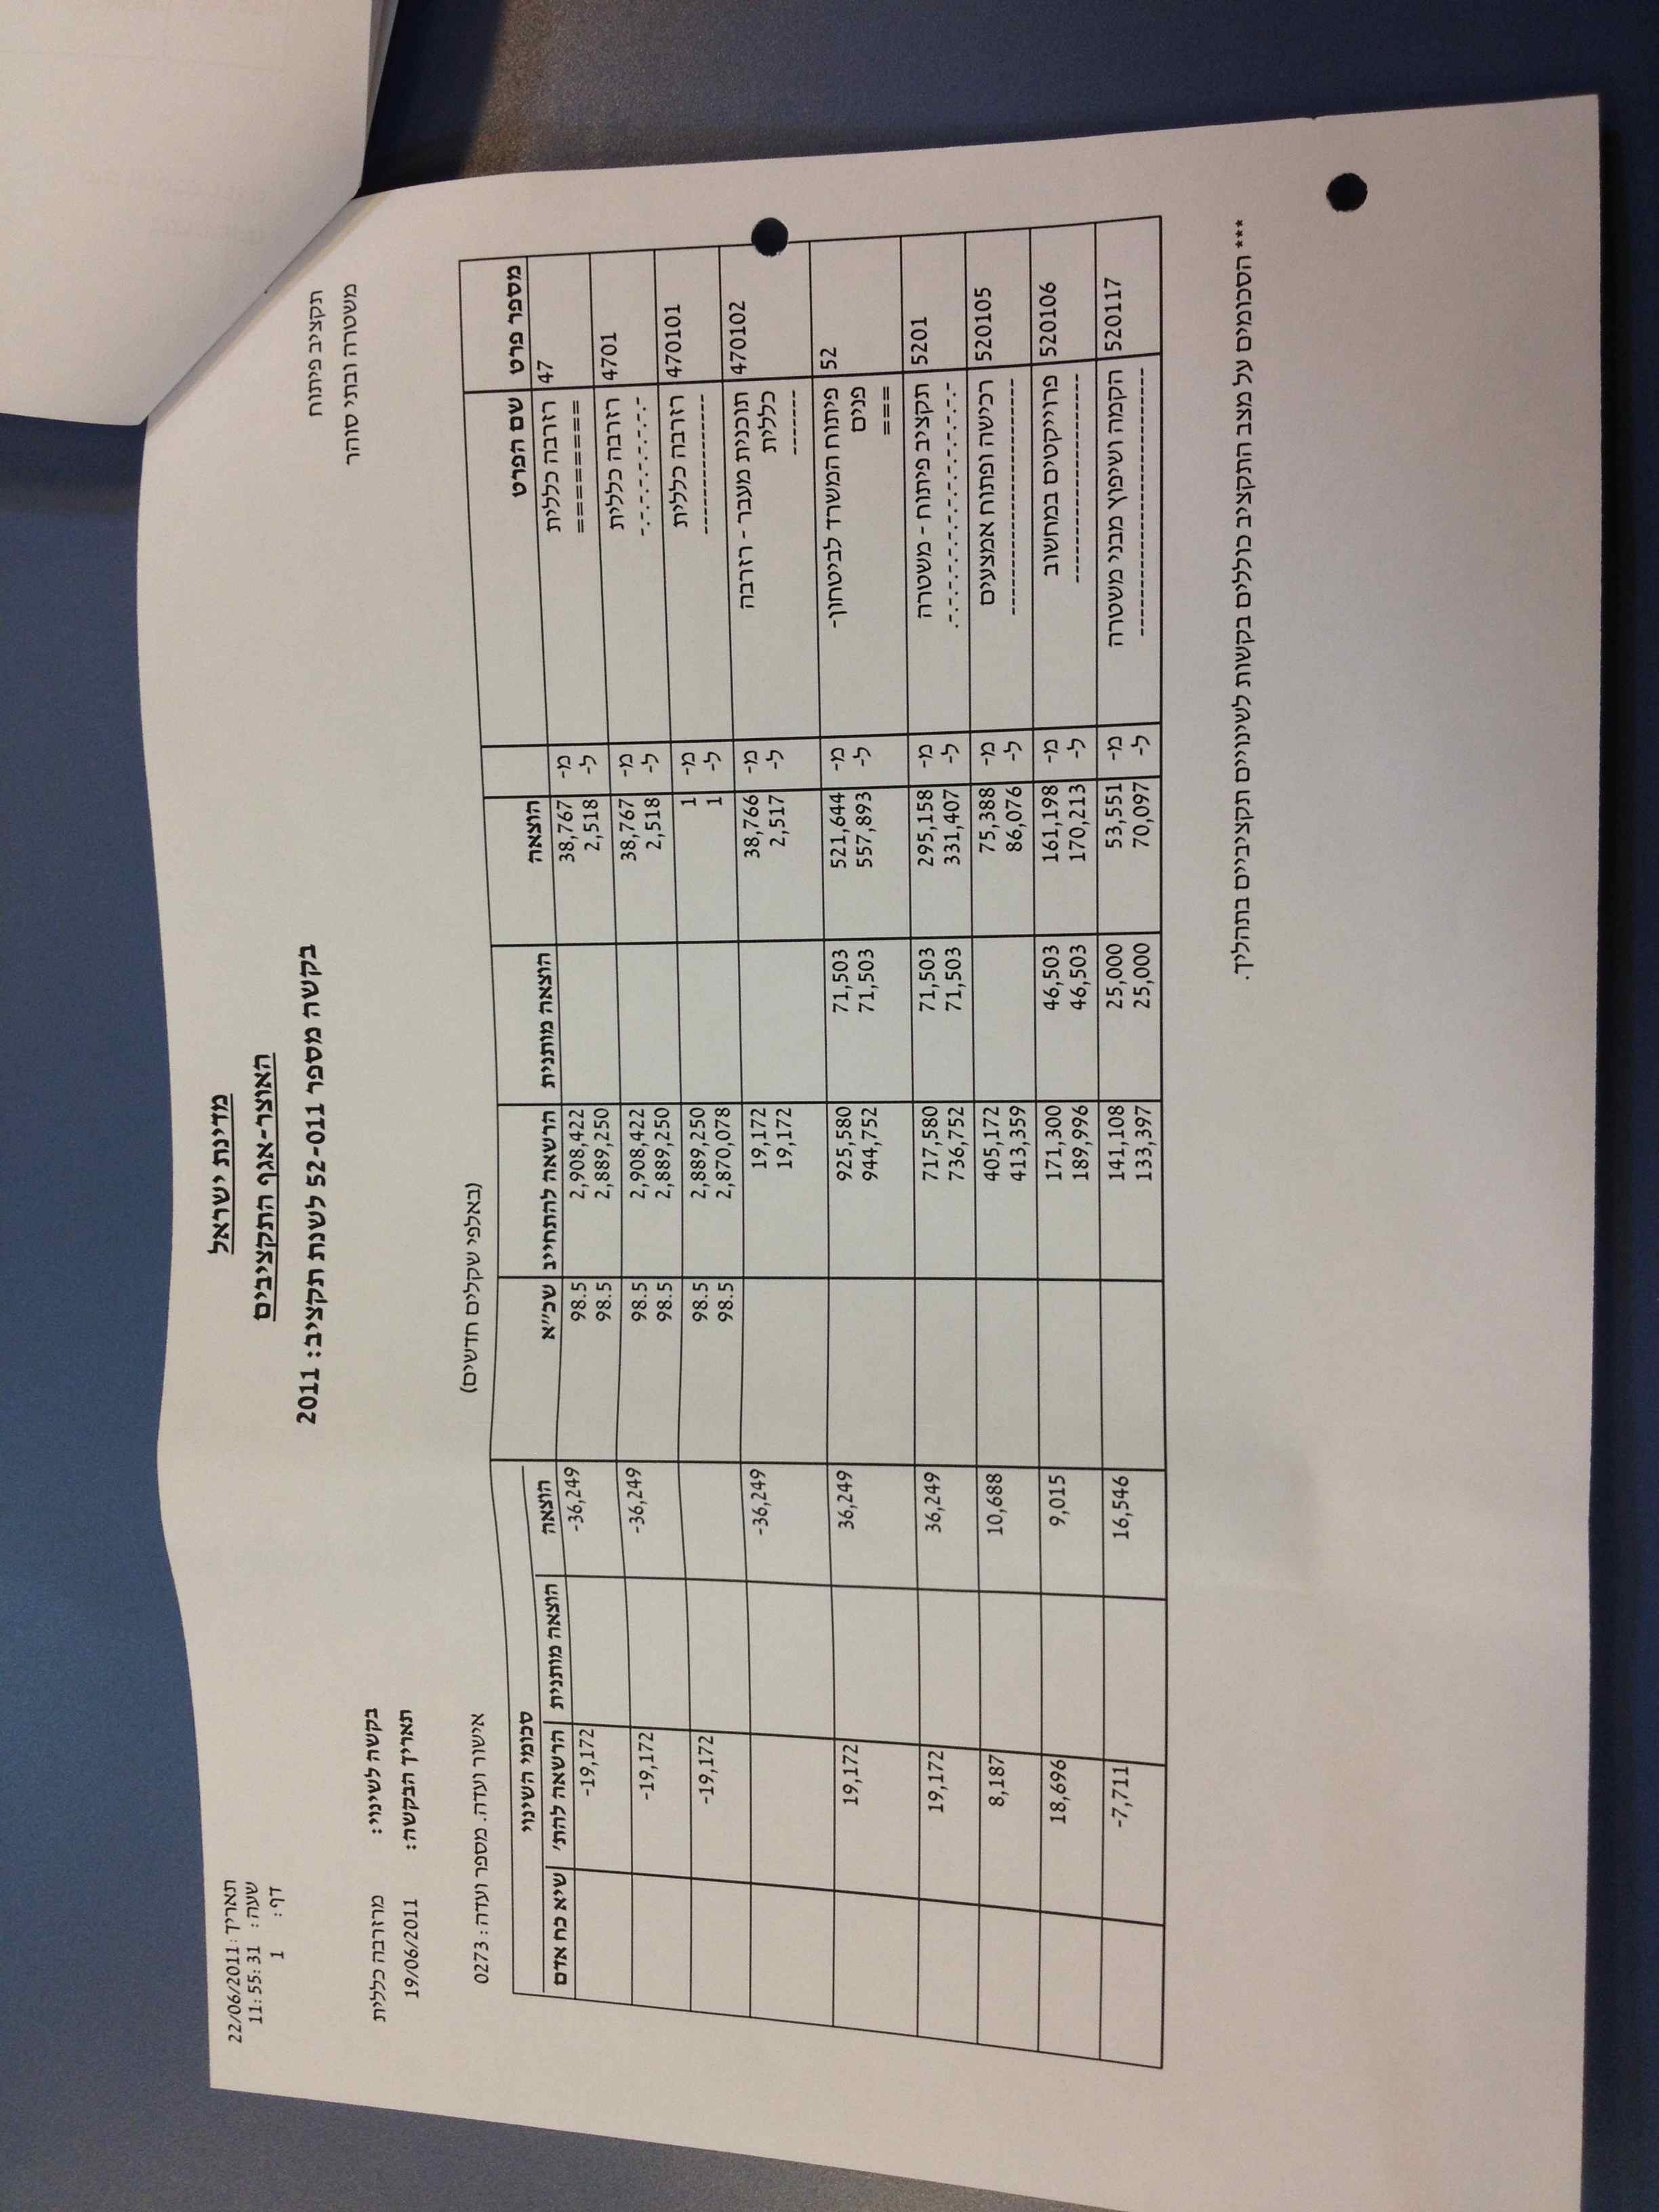 תאריך: 22/06/2011
שעה: 11:55:31
דף: 1
מדינת ישראל
האוצר-אגף התקציבים
בקשה מספר 52-011 לשנת תקציב: 2011
תקציב פיתוח
משטרה ובתי סוהר
בקשה לשינוי: מרזרבה כללית
תאריך הבקשה: 19/06/2011
(באלפי שקלים חדשים)
אישור ועדה. מספר ועדה: 0273
סכומי השינוי
מספר פרט שם הפרט הוצאה הוצאה מותנית הרשאה להתחייב שכ"א הוצאה הוצאה מותנית הרשאה להת' שיא כח אדם
47 רזרבה כללית מ- 38,767 2,908,422 98.5 -36,249 -19,172
======== ל- 2,518 2,889,250 98.5
4701 רזרבה כללית מ- 38,767 2,908,422 98.5 -36,249 -19,172
-.-.-.-.-.-.- ל- 2,518 2,889,250 98.5
470101 רזרבה כללית מ- 1 2,889,250 98.5 -19,172
------------- ל- 1 2,870,078 98.5
470102 תוכנית מעבר - רזרבה מ- 38,766 19,172 -36,249
כללית ל- 2,517 19,172
--------
52 פיתוח המשרד לביטחון- מ- 521,644 71,503 925,580 36,249 19,172
פנים ל- 557,893 71,503 944,752
===
5201 תקציב פיתוח - משטרה מ- 295,158 71,503 717,580 36,249 19,172
-.-.-.-.-.-.-.-.-.-.-. ל- 331,407 71,503 736,752
520105 רכישה ופתוח אמצעים מ- 75,388 405,172 10,688 8,187
---------------------- ל- 86,076 413,359
520106 פרוייקטים במחשוב מ- 161,198 46,503 171,300 9,015 18,696
-------------------- ל- 170,213 46,503 189,996
520117 הקמה ושיפוץ מבני משטרה מ- 53,551 25,000 141,108 16,546 -7,711
------------------------- ל- 70,097 25,000 133,397
*** הסכומים על מצב התקציב כוללים בקשות לשינויים תקציביים בתהליך.